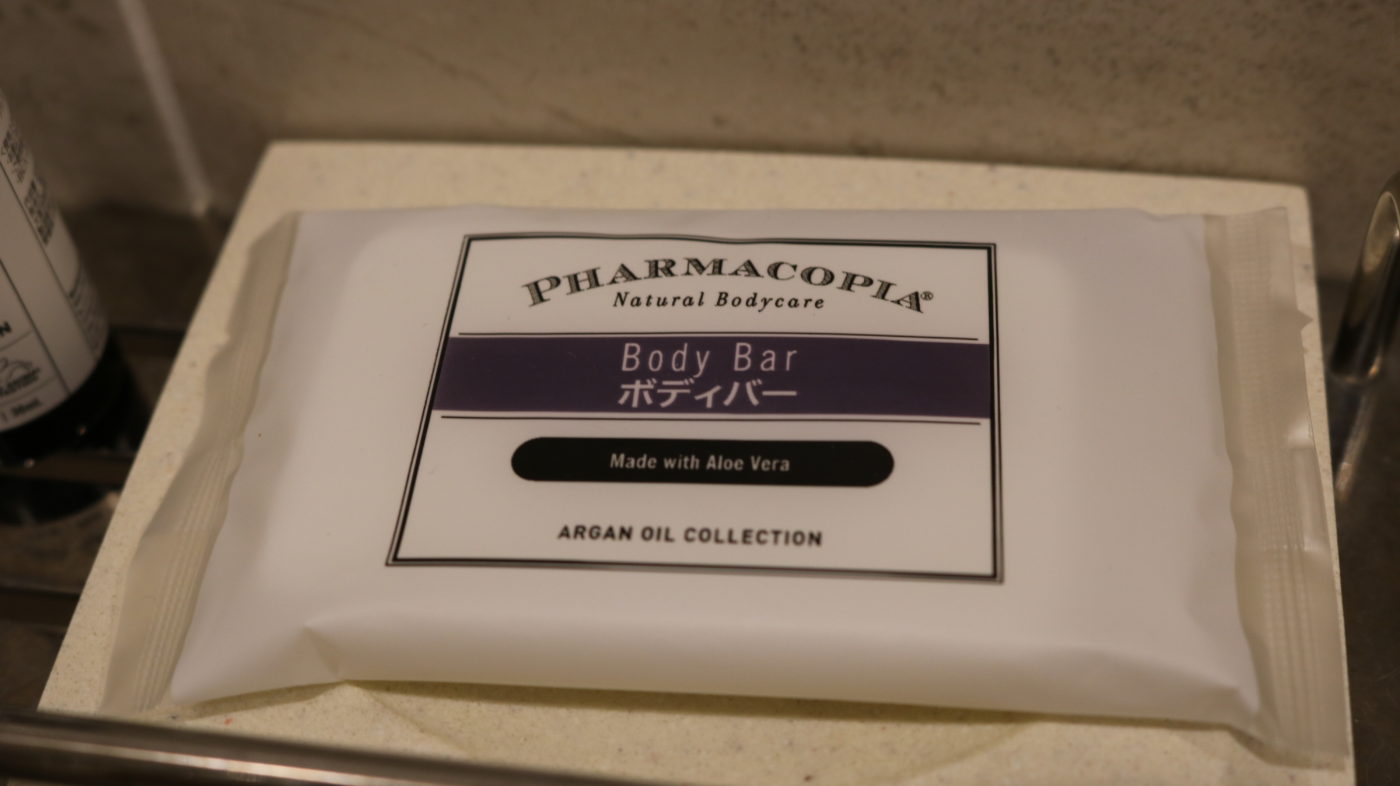 PHARMACOPIA®
Natural Bodycare
Body Bar
ボディバー
Made with Aloe Vera
ARGAN OIL COLLECTION